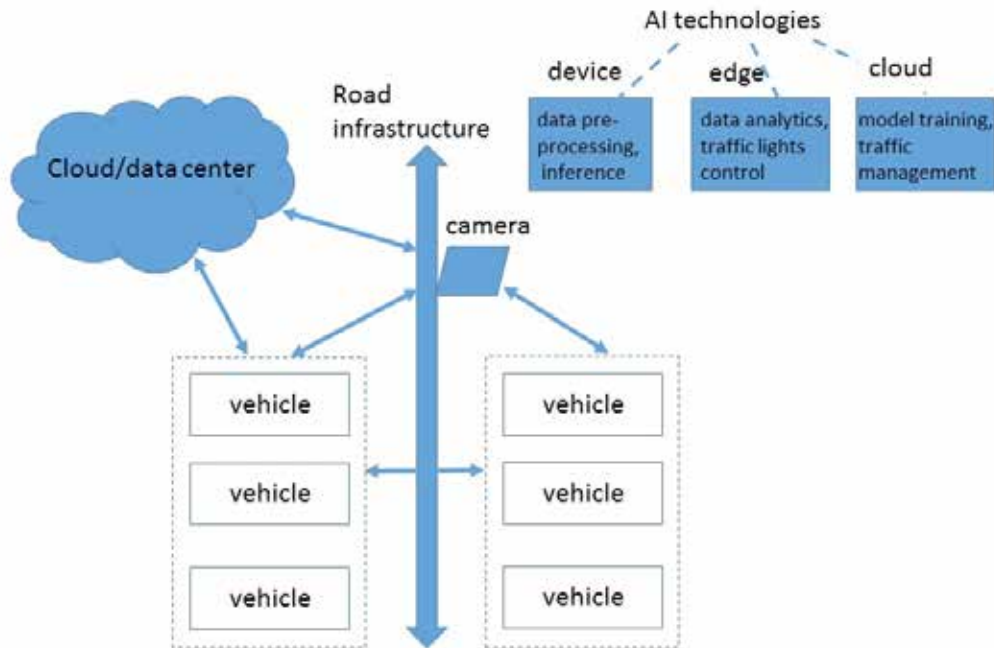 AI technologies
device
edge
cloud
data pre-
processing,
inference
data analytics,
traffic lights
control
model training,
traffic
management
Road
infrastructure
Cloud/data center
camera
vehicle
vehicle
vehicle
vehicle
vehicle
vehicle